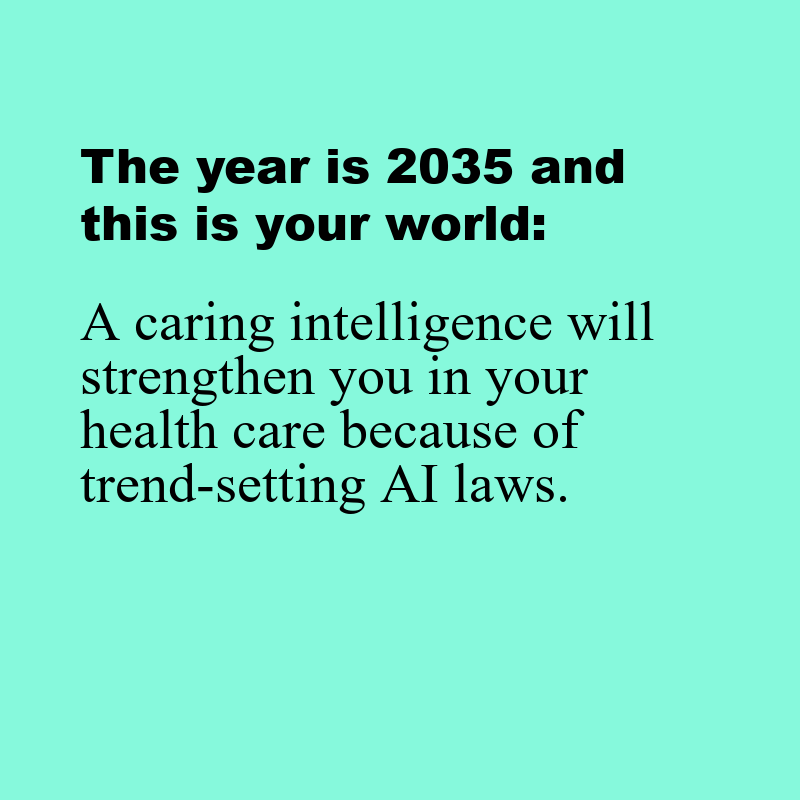 The year is 2035 and
this is your world:
A caring intelligence will
strengthen you in your
health care because of
trend-setting AI laws.